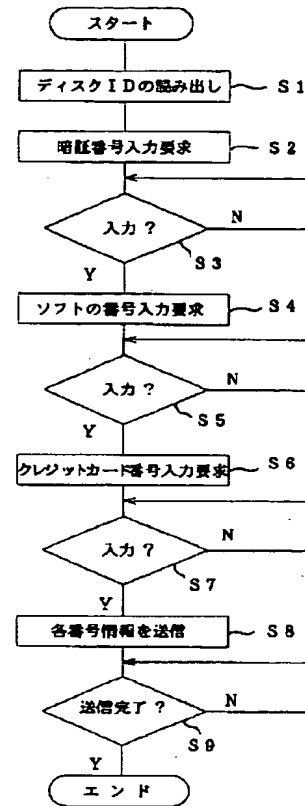 スタート
ディスクIDの読み出し S1
暗証番号入力要求 S2
入力? N
S3
Y
ソフトの番号入力要求 S4
入力? N
S5
Y
クレジットカード番号入力要求 S6
入力? N
S7
Y
各番号情報を送信 S8
送信完了? N
S9
Y
エンド